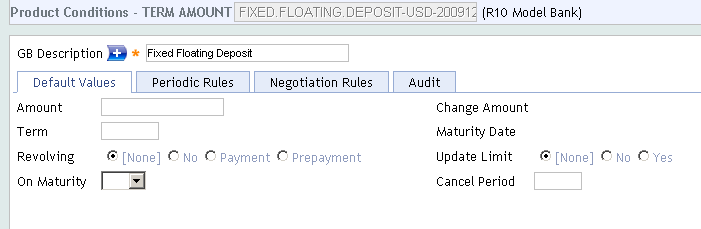 Product Conditions - TERM AMOUNT FIXED.FLOATING.DEPOSIT-USD-200912 (R10 Model Bank)
GB Description * Fixed Floating Deposit
Default Values Periodic Rules Negotiation Rules Audit
Amount Change Amount
Term Maturity Date
Revolving [None] No Payment Prepayment Update Limit [None] No Yes
On Maturity Cancel Period